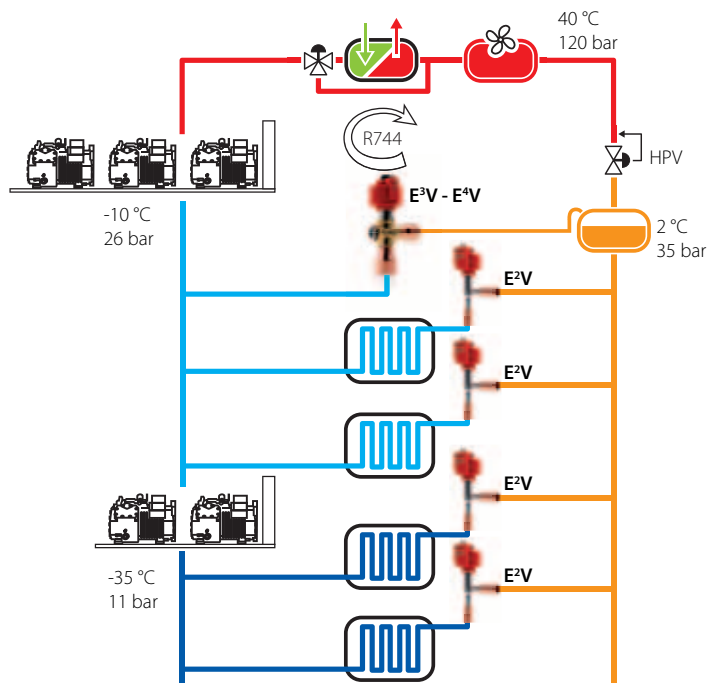 40 °C
120 bar
R744
HPV
E³V - E⁴V
-10 °C
26 bar
2 °C
35 bar
E²V
E²V
E²V
-35 °C
11 bar
E²V